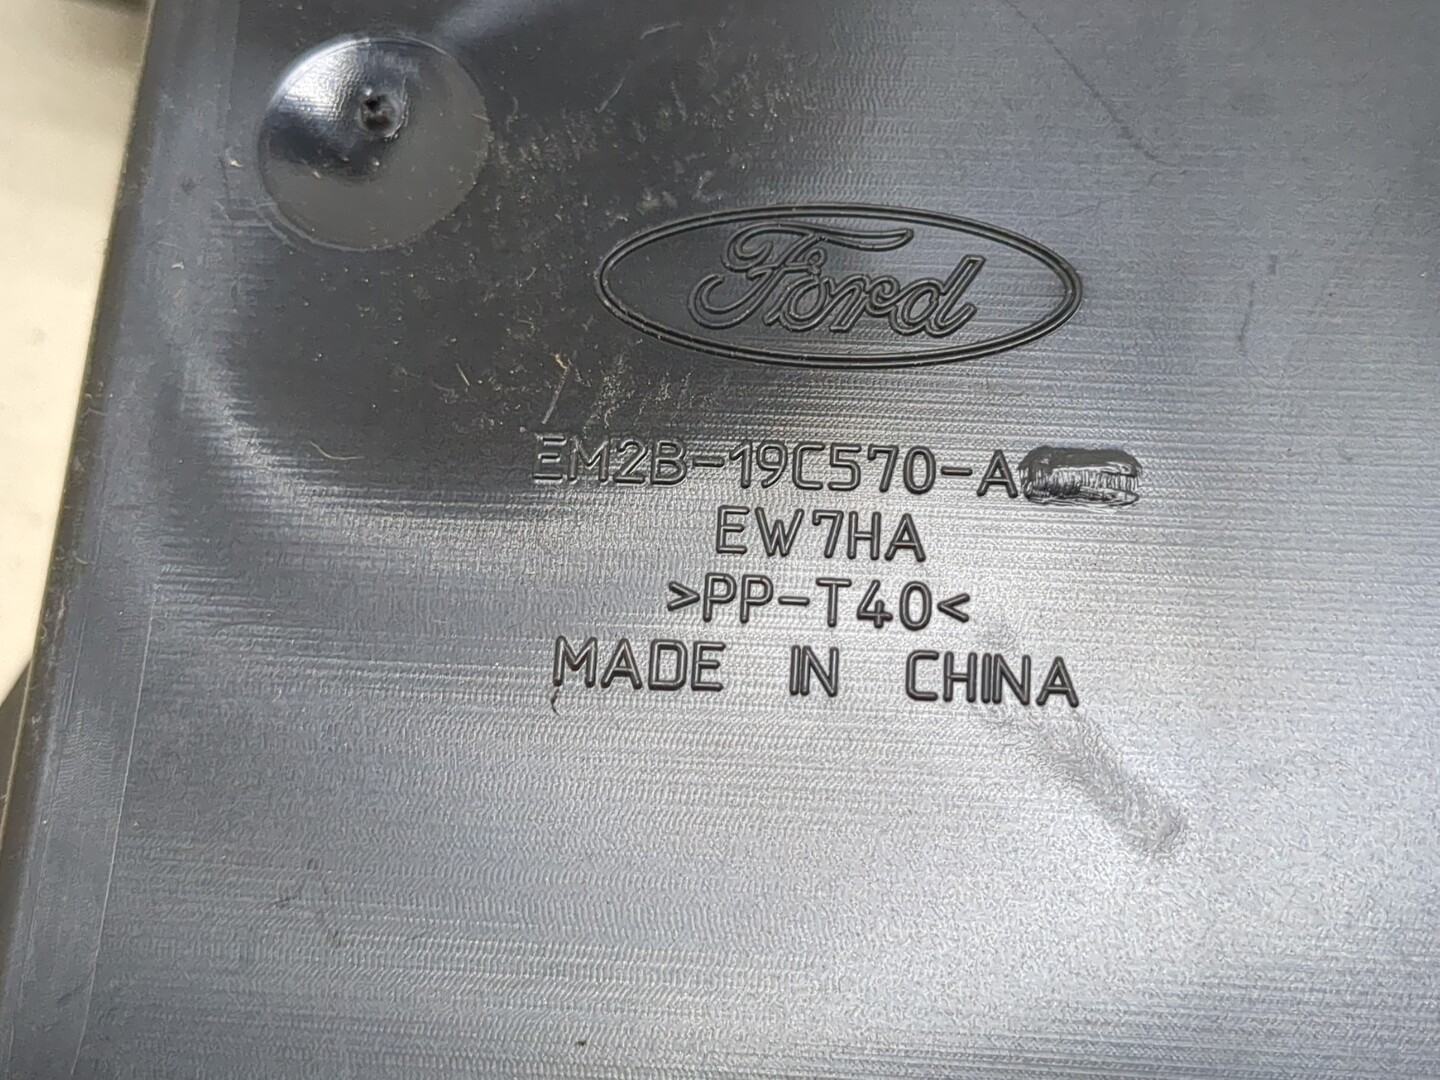 Ford
EM2B-19C570-A
EW7HA
>PP-T40<
MADE IN CHINA